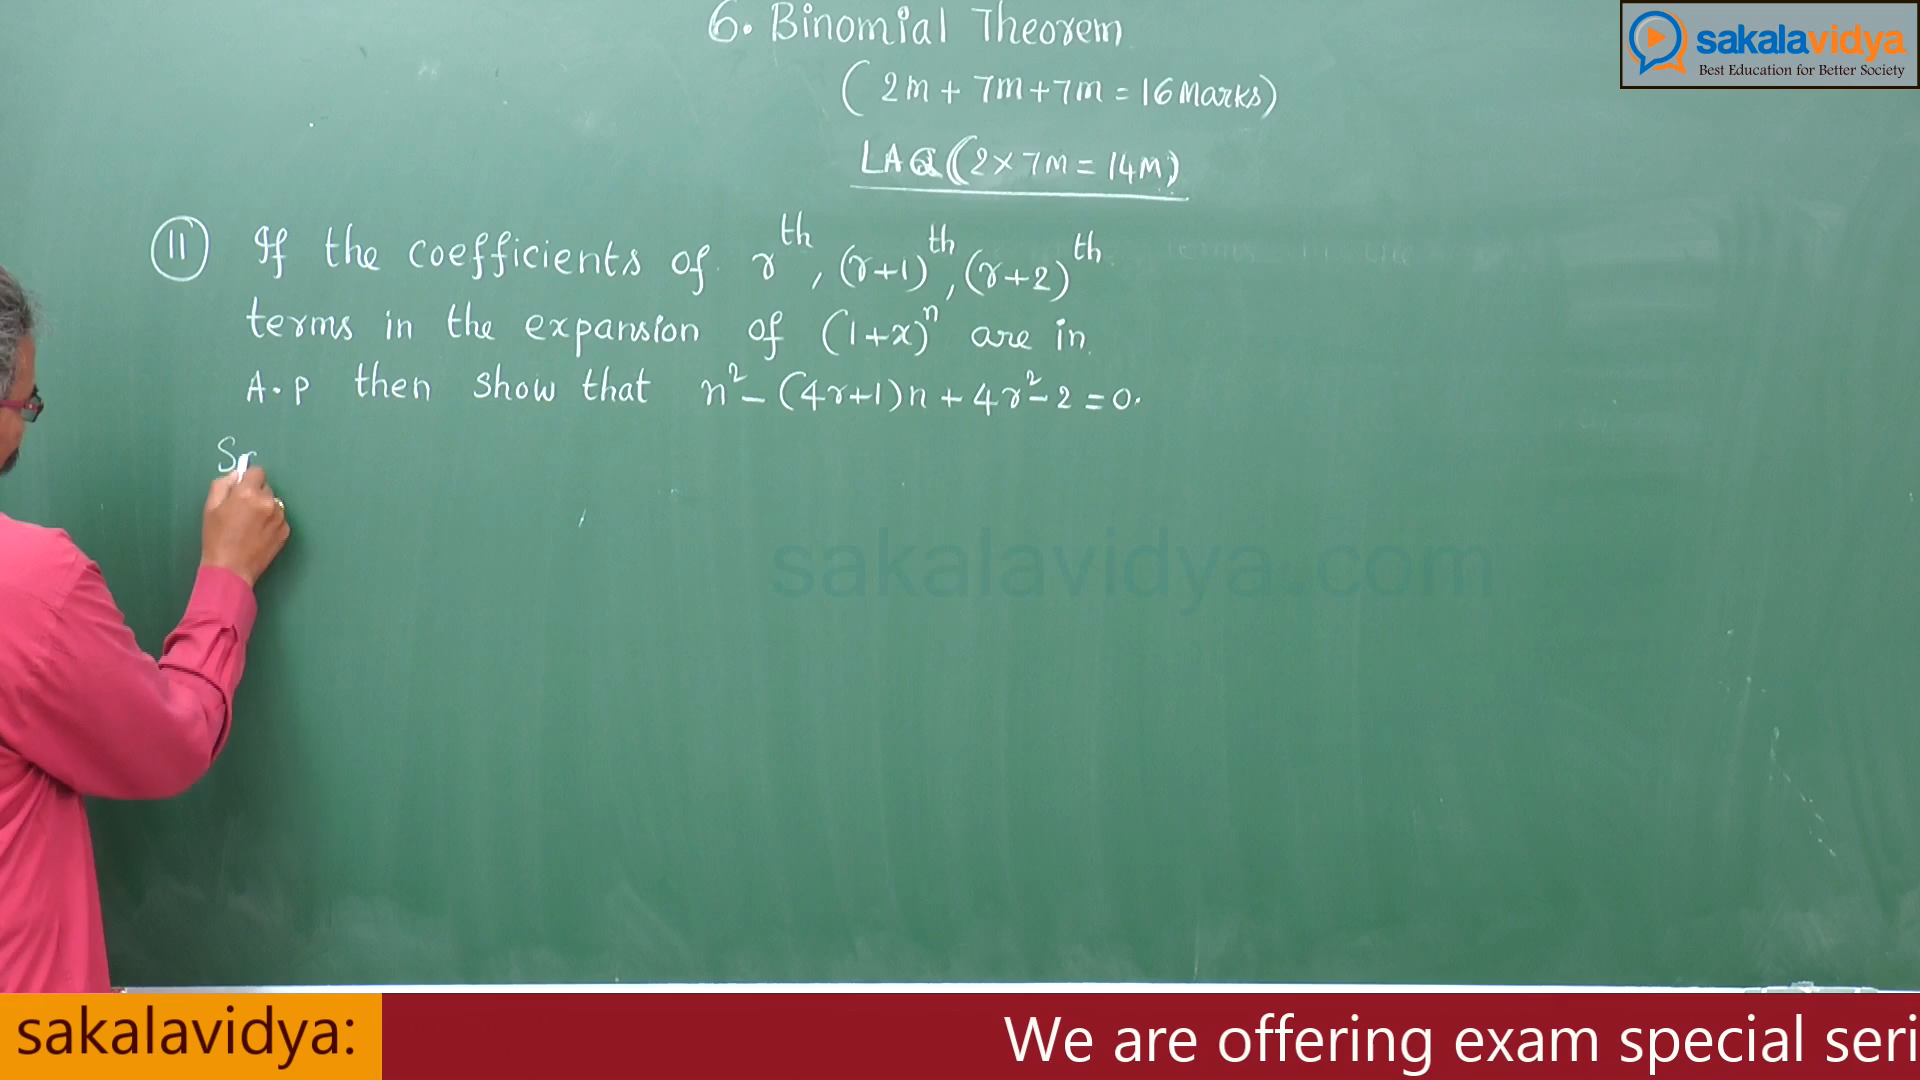 6. Binomial Theorem
(2m + 7m + 7m = 16 Marks)
LAQ (2 × 7M = 14M)
sakalavidya
Best Education for Better Society
(11) If the coefficients of rᵗʰ, (r+1)ᵗʰ, (r+2)ᵗʰ
terms in the expansion of (1+x)ⁿ are in
A.P then show that n² - (4r+1)n + 4r² - 2 = 0.
sakalavidya.com
sakalavidya:
We are offering exam special seri